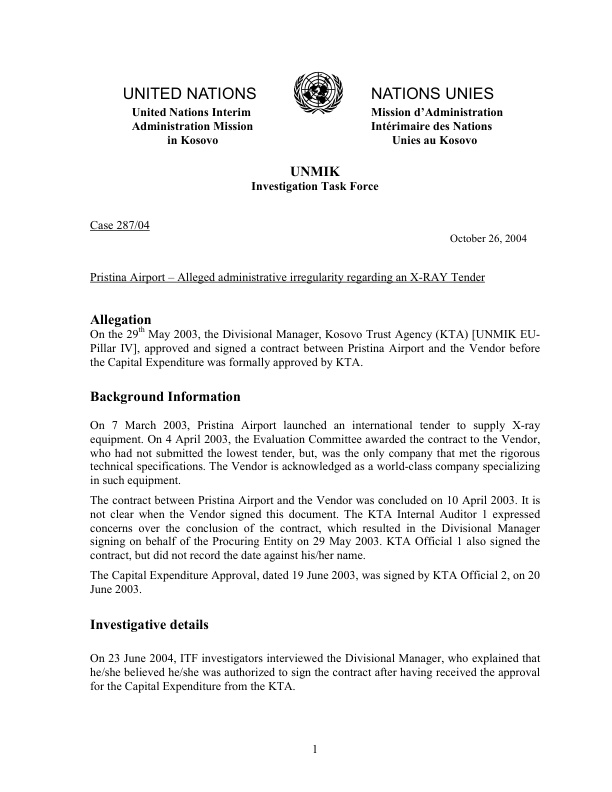 UNITED NATIONS
United Nations Interim
Administration Mission
in Kosovo
NATIONS UNIES
Mission d’Administration
Intérimaire des Nations
Unies au Kosovo
UNMIK
Investigation Task Force
Case 287/04
October 26, 2004
Pristina Airport – Alleged administrative irregularity regarding an X-RAY Tender
Allegation
On the 29th May 2003, the Divisional Manager, Kosovo Trust Agency (KTA) [UNMIK EU-
Pillar IV], approved and signed a contract between Pristina Airport and the Vendor before
the Capital Expenditure was formally approved by KTA.
Background Information
On 7 March 2003, Pristina Airport launched an international tender to supply X-ray
equipment. On 4 April 2003, the Evaluation Committee awarded the contract to the Vendor,
who had not submitted the lowest tender, but, was the only company that met the rigorous
technical specifications. The Vendor is acknowledged as a world-class company specializing
in such equipment.
The contract between Pristina Airport and the Vendor was concluded on 10 April 2003. It is
not clear when the Vendor signed this document. The KTA Internal Auditor 1 expressed
concerns over the conclusion of the contract, which resulted in the Divisional Manager
signing on behalf of the Procuring Entity on 29 May 2003. KTA Official 1 also signed the
contract, but did not record the date against his/her name.
The Capital Expenditure Approval, dated 19 June 2003, was signed by KTA Official 2, on 20
June 2003.
Investigative details
On 23 June 2004, ITF investigators interviewed the Divisional Manager, who explained that
he/she believed he/she was authorized to sign the contract after having received the approval
for the Capital Expenditure from the KTA.
1